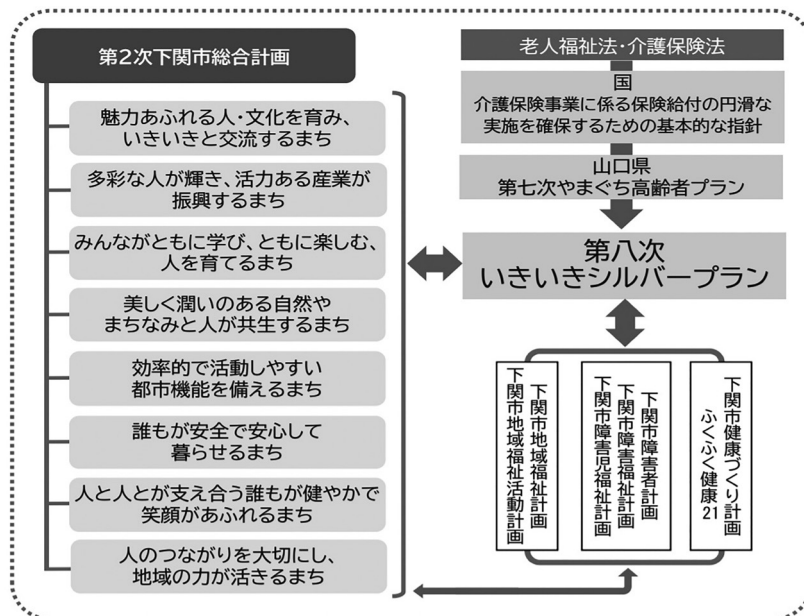 第2次下関市総合計画
魅力あふれる人・文化を育み、
いきいきと交流するまち
多彩な人が輝き、活力ある産業が
振興するまち
みんながともに学び、ともに楽しむ、
人を育てるまち
美しく潤いのある自然や
まちなみと人が共生するまち
効率的で活動しやすい
都市機能を備えるまち
誰もが安全で安心して
暮らせるまち
人と人とが支え合う誰もが健やかで
笑顔があふれるまち
人のつながりを大切にし、
地域の力が活きるまち
老人福祉法・介護保険法
国
介護保険事業に係る保険給付の円滑な
実施を確保するための基本的な指針
山口県
第七次やまぐち高齢者プラン
第八次
いきいきシルバープラン
下関市地域福祉計画
下関市地域福祉活動計画
下関市障害者計画
下関市障害福祉計画
下関市障害児福祉計画
下関市健康づくり計画
ふくふく健康21